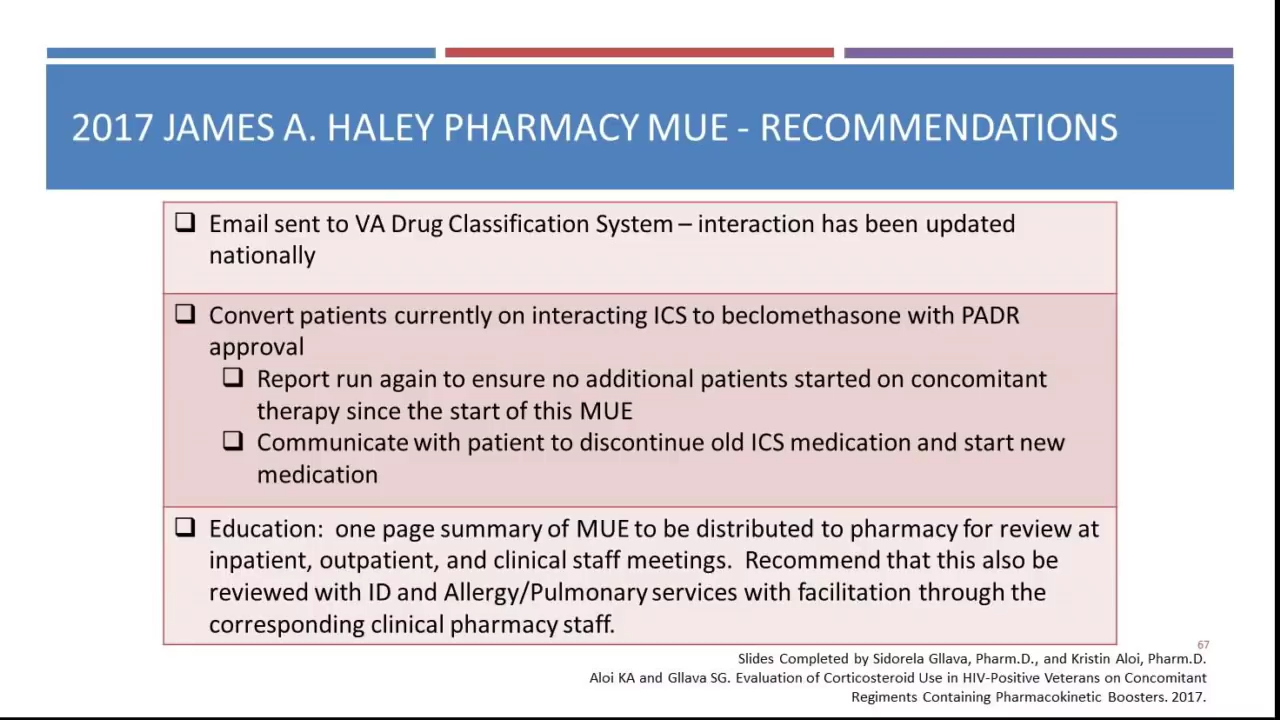 2017 JAMES A. HALEY PHARMACY MUE - RECOMMENDATIONS
❑ Email sent to VA Drug Classification System – interaction has been updated
nationally
❑ Convert patients currently on interacting ICS to beclomethasone with PADR
approval
❑ Report run again to ensure no additional patients started on concomitant
therapy since the start of this MUE
❑ Communicate with patient to discontinue old ICS medication and start new
medication
❑ Education: one page summary of MUE to be distributed to pharmacy for review at
inpatient, outpatient, and clinical staff meetings. Recommend that this also be
reviewed with ID and Allergy/Pulmonary services with facilitation through the
corresponding clinical pharmacy staff.
67
Slides Completed by Sidorela Gllava, Pharm.D., and Kristin Aloi, Pharm.D.
Aloi KA and Gllava SG. Evaluation of Corticosteroid Use in HIV-Positive Veterans on Concomitant
Regiments Containing Pharmacokinetic Boosters. 2017.